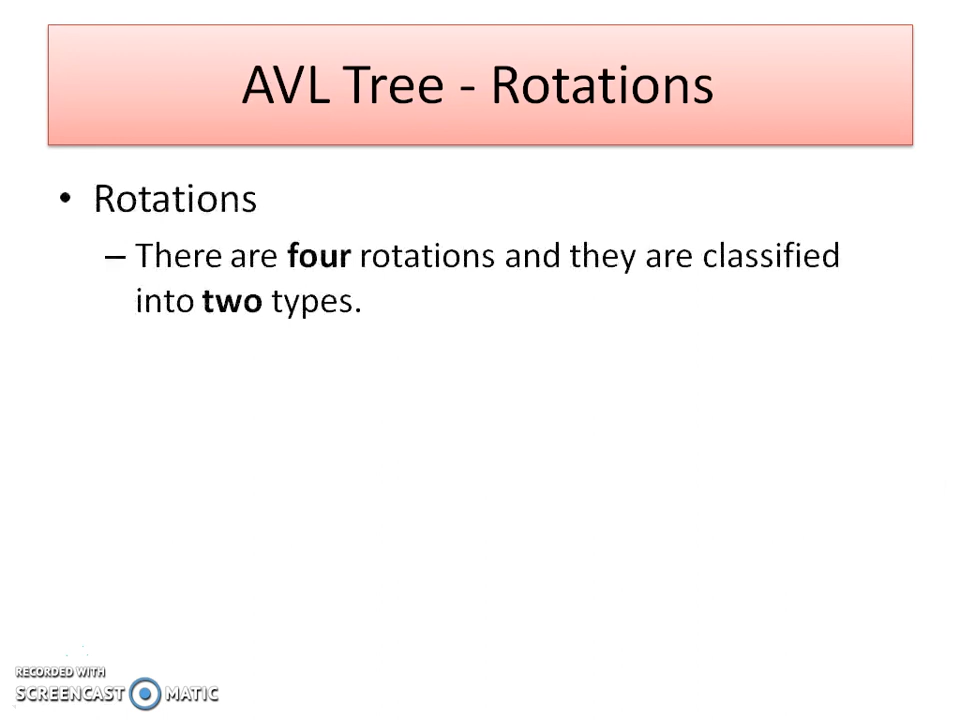 AVL Tree - Rotations
• Rotations
– There are four rotations and they are classified
into two types.
RECORDED WITH
SCREENCAST MATIC